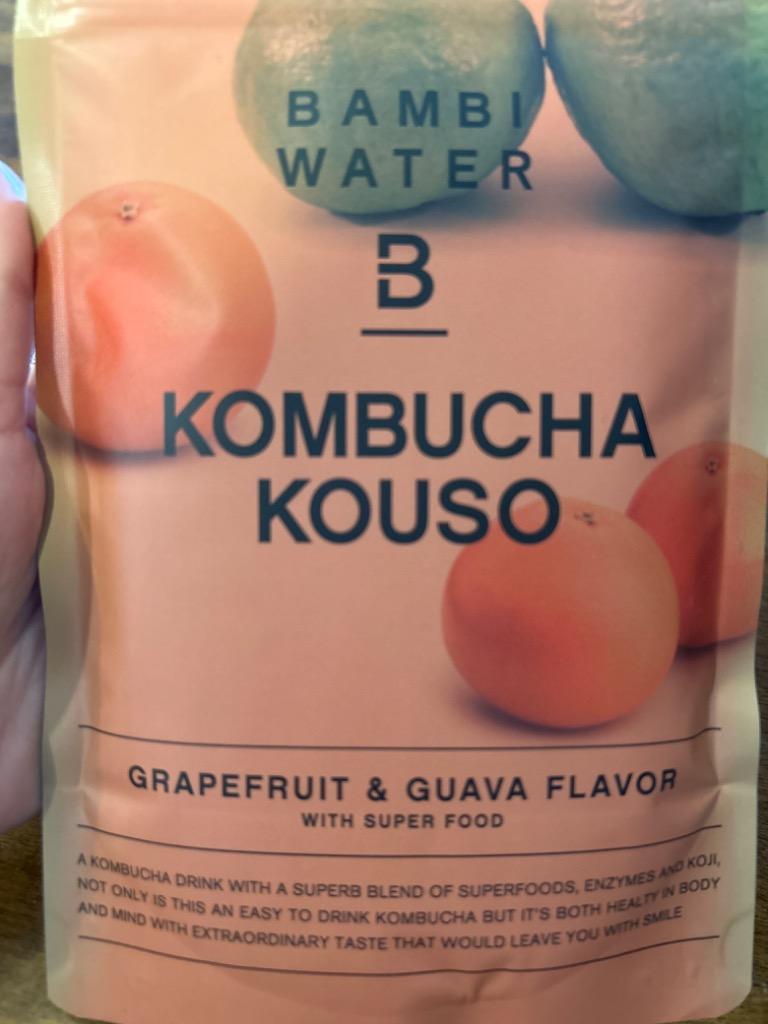 BAMBI
WATER
B
KOMBUCHA
KOUSO
GRAPEFRUIT & GUAVA FLAVOR
WITH SUPER FOOD
A KOMBUCHA DRINK WITH A SUPERB BLEND OF SUPERFOODS, ENZYMES AND KOJI,
NOT ONLY IS THIS AN EASY TO DRINK KOMBUCHA BUT IT'S BOTH HEALTY IN BODY
AND MIND WITH EXTRAORDINARY TASTE THAT WOULD LEAVE YOU WITH SMILE